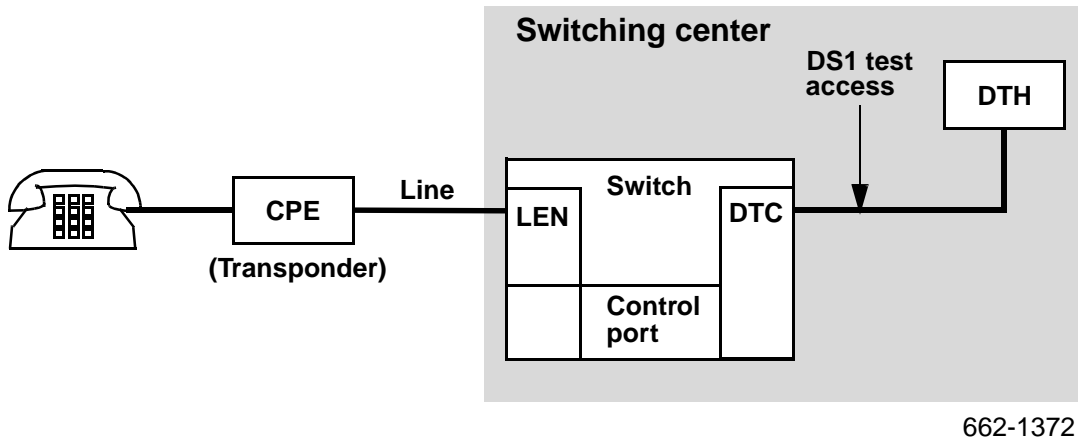 Switching center
DS1 test
access
DTH
Switch
Line
CPE
LEN
DTC
(Transponder)
Control
port
662-1372